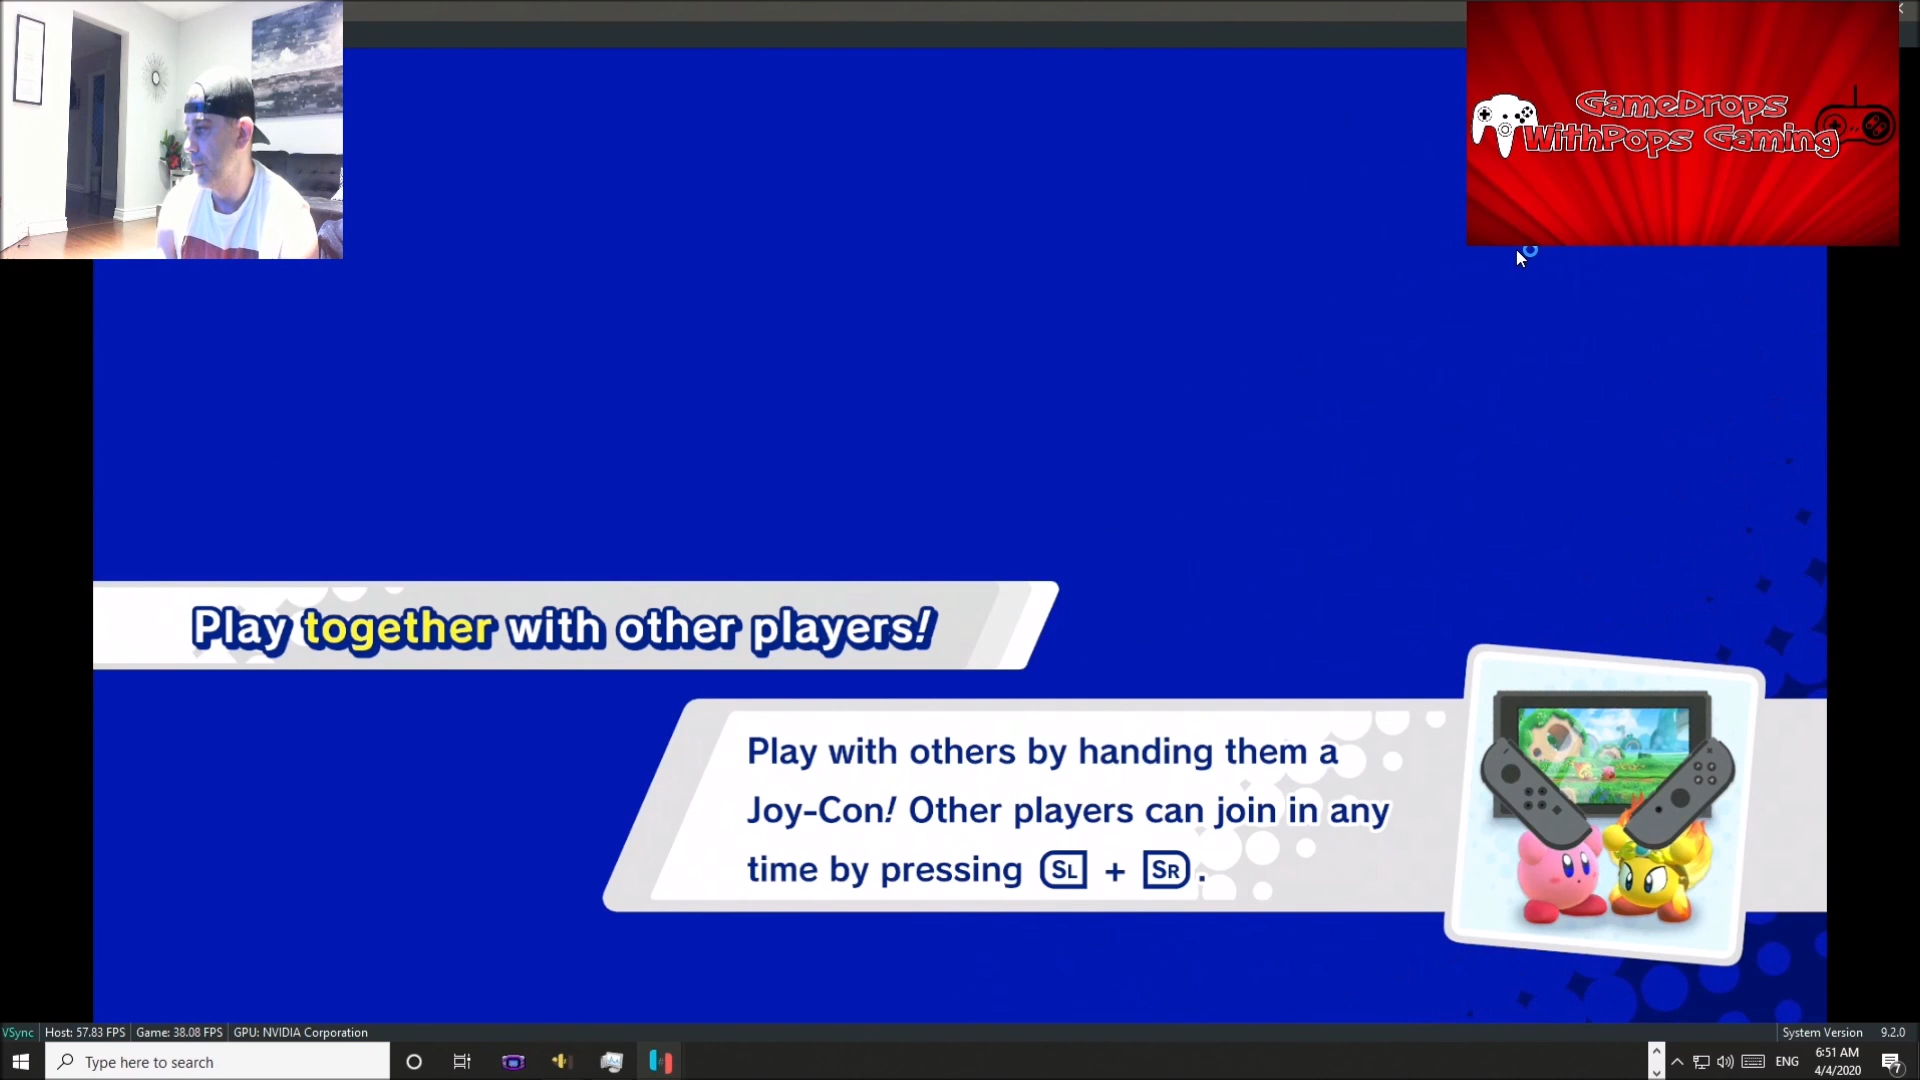 GameDrops
WithPops Gaming
Play together with other players!
Play with others by handing them a
Joy-Con! Other players can join in any
time by pressing SL + SR.
VSync Host: 57.83 FPS Game: 38.08 FPS GPU: NVIDIA Corporation System Version 9.2.0
Type here to search
ENG
6:51 AM
4/4/2020
7